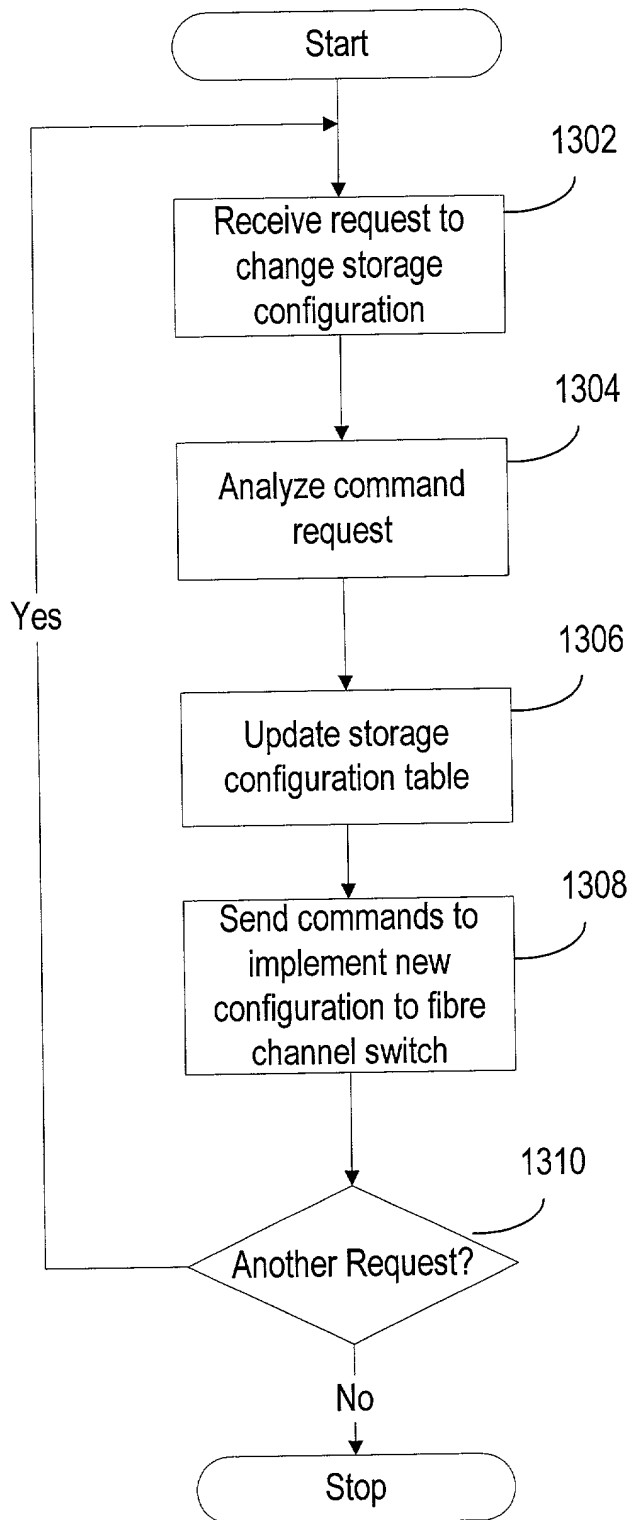 Start
1302
Receive request to
change storage
configuration
1304
Analyze command
request
Yes
1306
Update storage
configuration table
1308
Send commands to
implement new
configuration to fibre
channel switch
1310
Another Request?
No
Stop